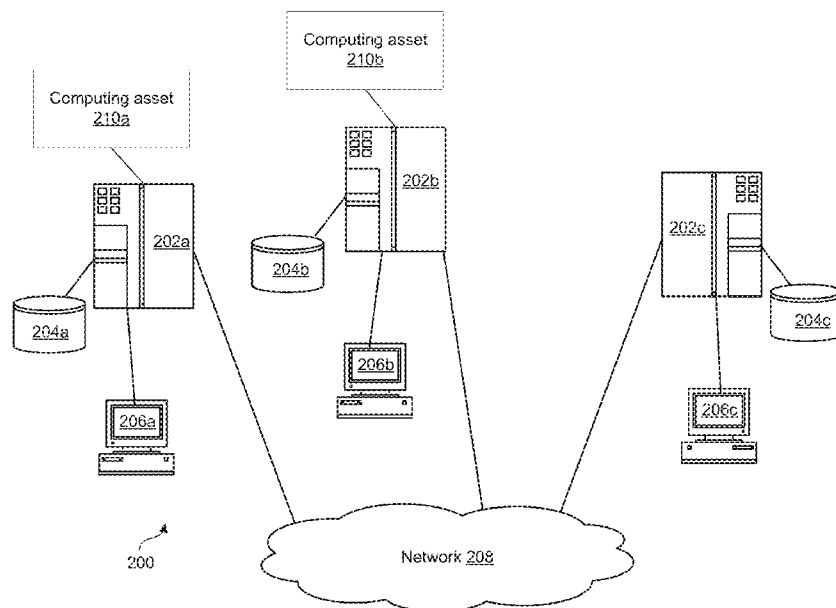 Computing asset
210b
Computing asset
210a
202b
202c
202a
204b
204c
204a
206b
206c
206a
200
Network 208